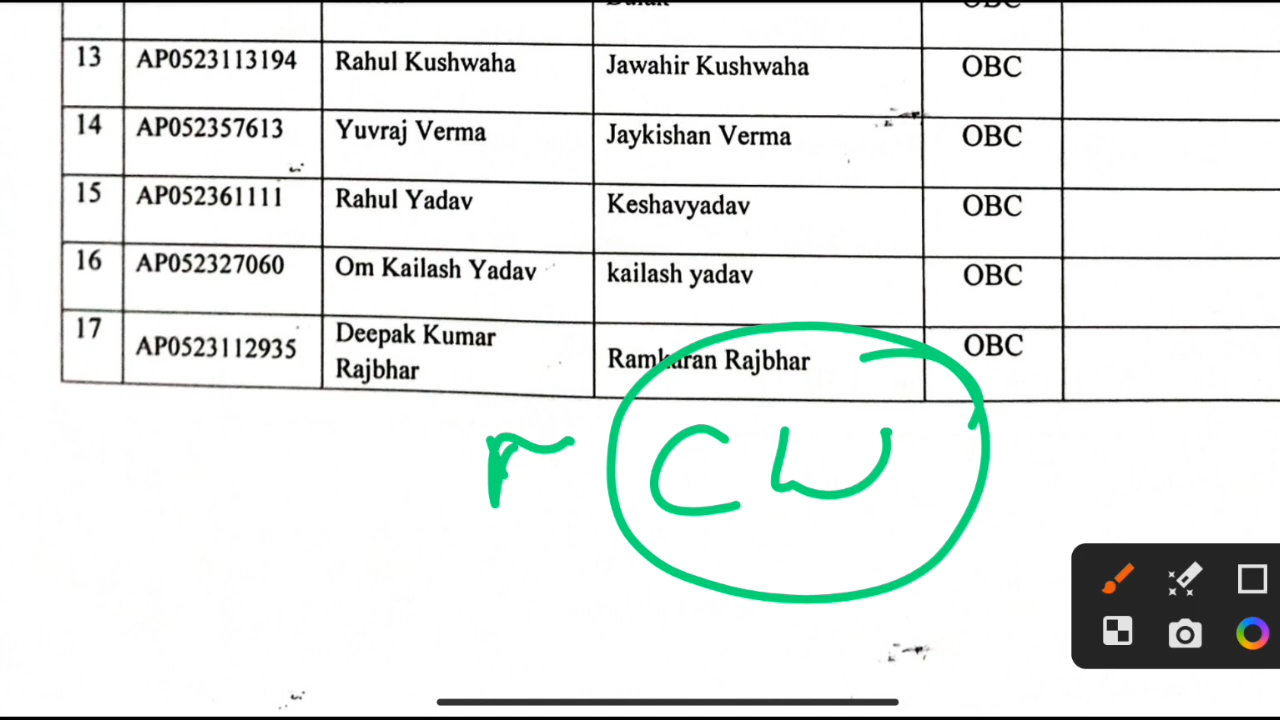 OBC
13 AP0523113194 Rahul Kushwaha Jawahir Kushwaha OBC
14 AP052357613 Yuvraj Verma Jaykishan Verma OBC
15 AP052361111 Rahul Yadav Keshavyadav OBC
16 AP052327060 Om Kailash Yadav kailash yadav OBC
17 AP0523112935 Deepak Kumar Rajbhar Ramkaran Rajbhar OBC
r CW